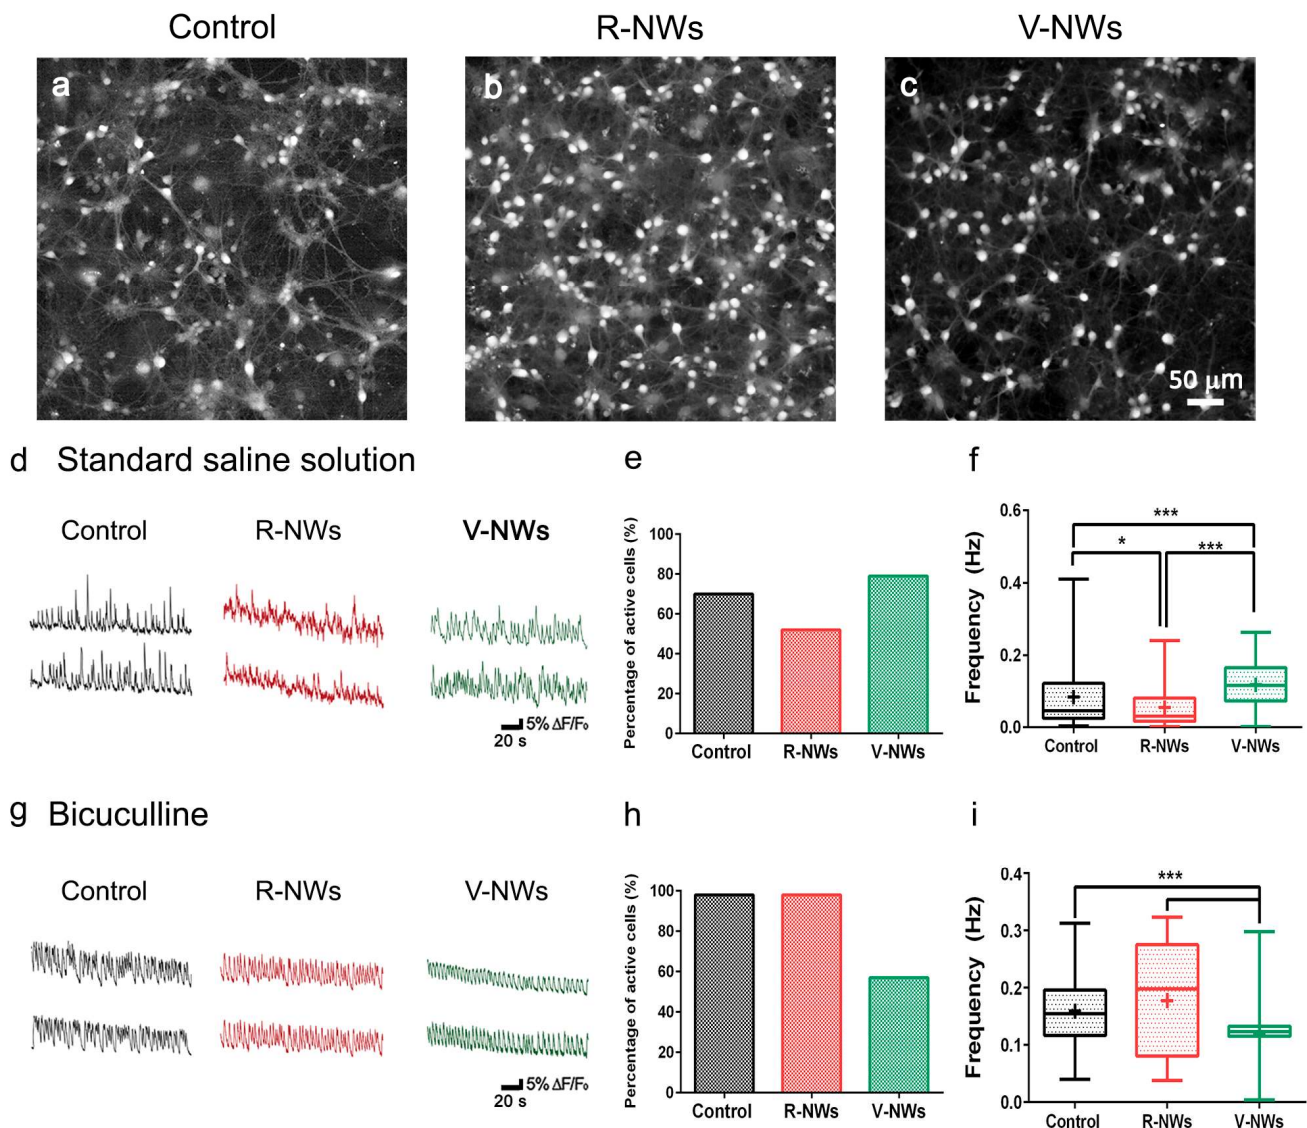 Control R-NWs V-NWs
a b c
50 μm
d Standard saline solution
Control R-NWs V-NWs
5% ΔF/F₀
20 s
e
Percentage of active cells (%)
100
80
60
40
20
0
Control R-NWs V-NWs
f
Frequency (Hz)
0.6
0.4
0.2
0.0
***
* ***
Control R-NWs V-NWs
g Bicuculline
Control R-NWs V-NWs
5% ΔF/F₀
20 s
h
Percentage of active cells (%)
100
80
60
40
20
0
Control R-NWs V-NWs
i
Frequency (Hz)
0.4
0.3
0.2
0.1
0.0
***
Control R-NWs V-NWs